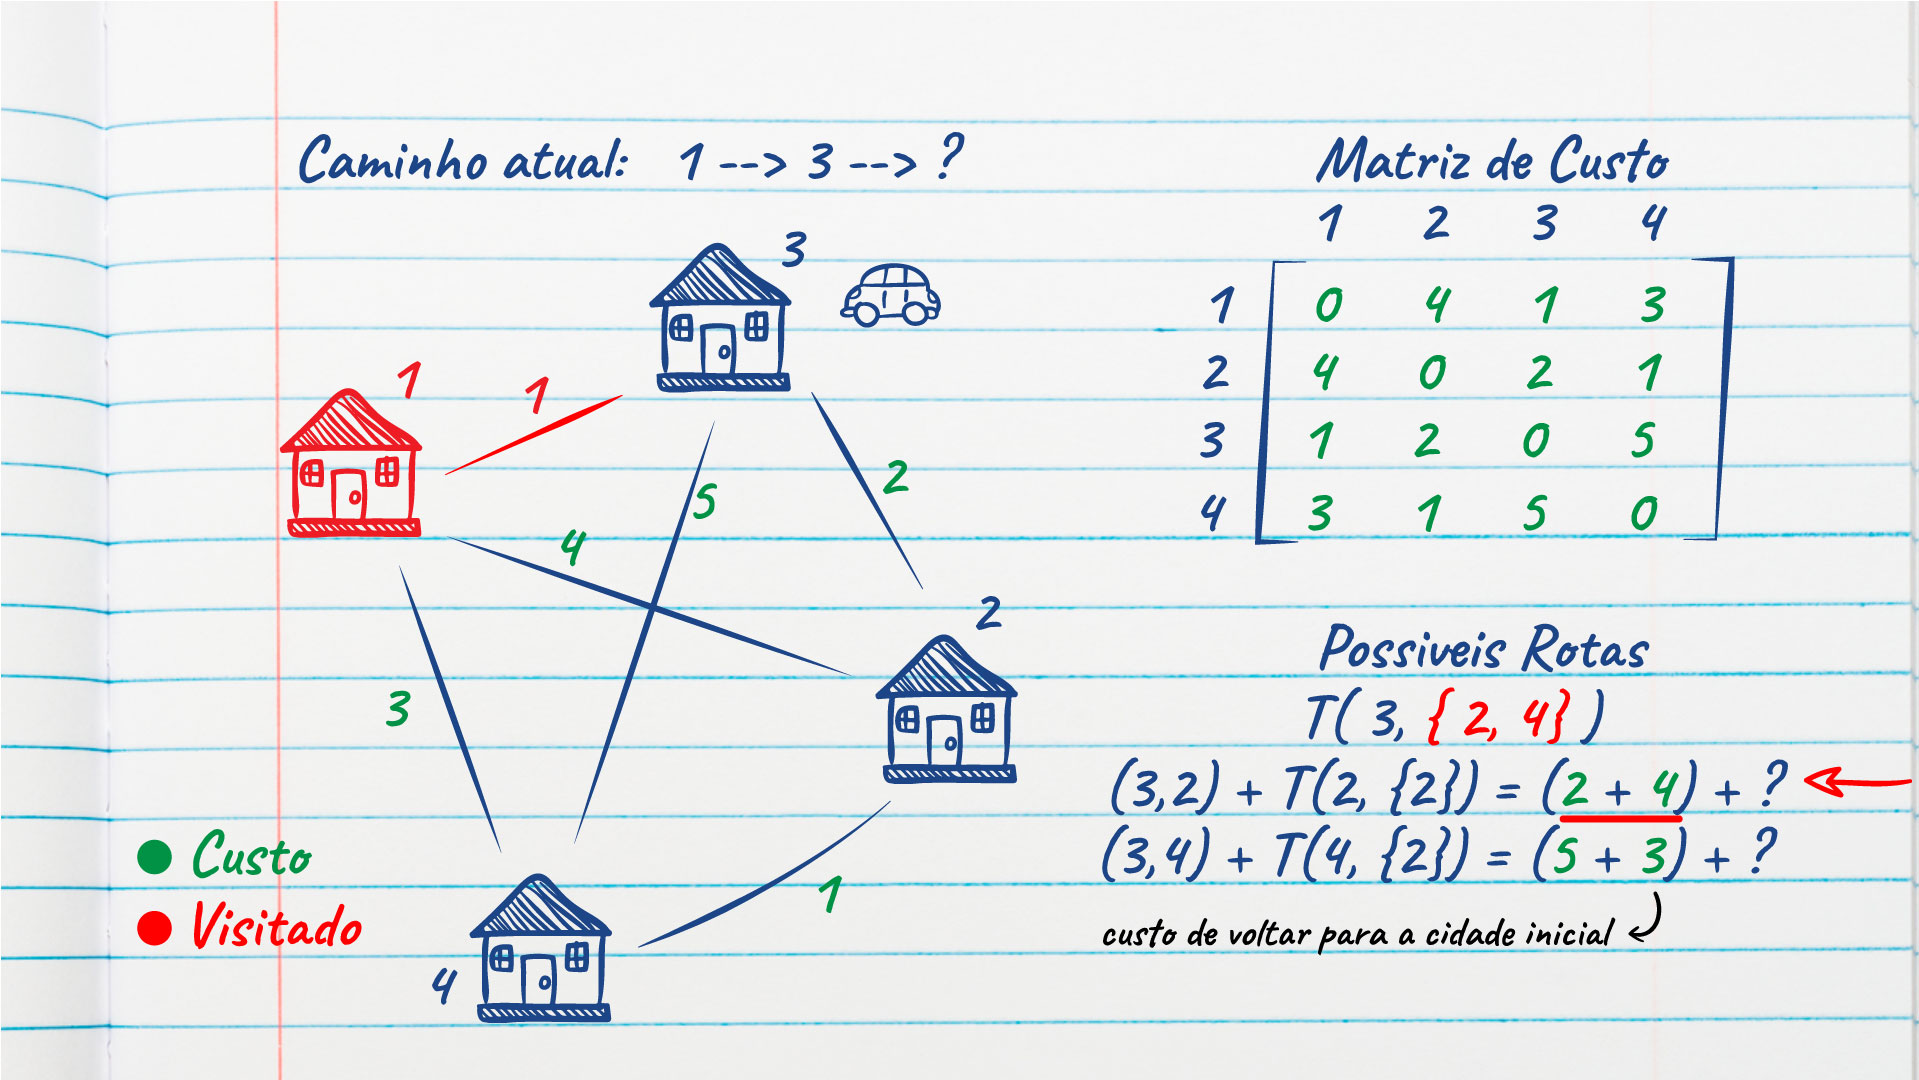 Caminho atual: 1 --> 3 --> ?
3
1
1
5
2
4
2
3
1
4
Custo
Visitado
Matriz de Custo
1 2 3 4
1 0 4 1 3
2 4 0 2 1
3 1 2 0 5
4 3 1 5 0
Possiveis Rotas
T( 3, { 2, 4} )
(3,2) + T(2, {2}) = (2 + 4) + ?
(3,4) + T(4, {2}) = (5 + 3) + ?
custo de voltar para a cidade inicial